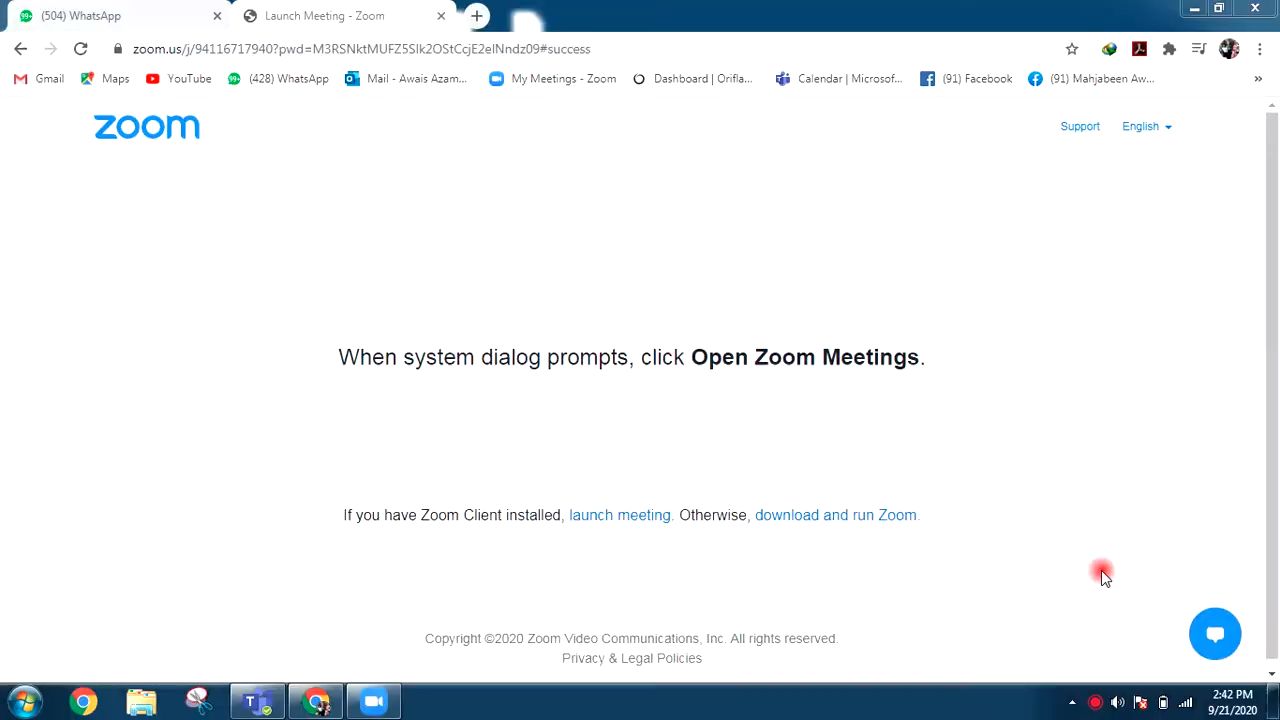 (504) WhatsApp
Launch Meeting - Zoom
zoom.us/j/94116717940?pwd=M3RSNktMUFZ5Slk2OStCcjE2elNndz09#success
Gmail
Maps
YouTube
(428) WhatsApp
Mail - Awais Azam...
My Meetings - Zoom
Dashboard | Orifla...
Calendar | Microsof...
(91) Facebook
(91) Mahjabeen Aw...
zoom
Support
English
When system dialog prompts, click Open Zoom Meetings.
If you have Zoom Client installed, launch meeting. Otherwise, download and run Zoom.
Copyright ©2020 Zoom Video Communications, Inc. All rights reserved.
Privacy & Legal Policies
2:42 PM
9/21/2020